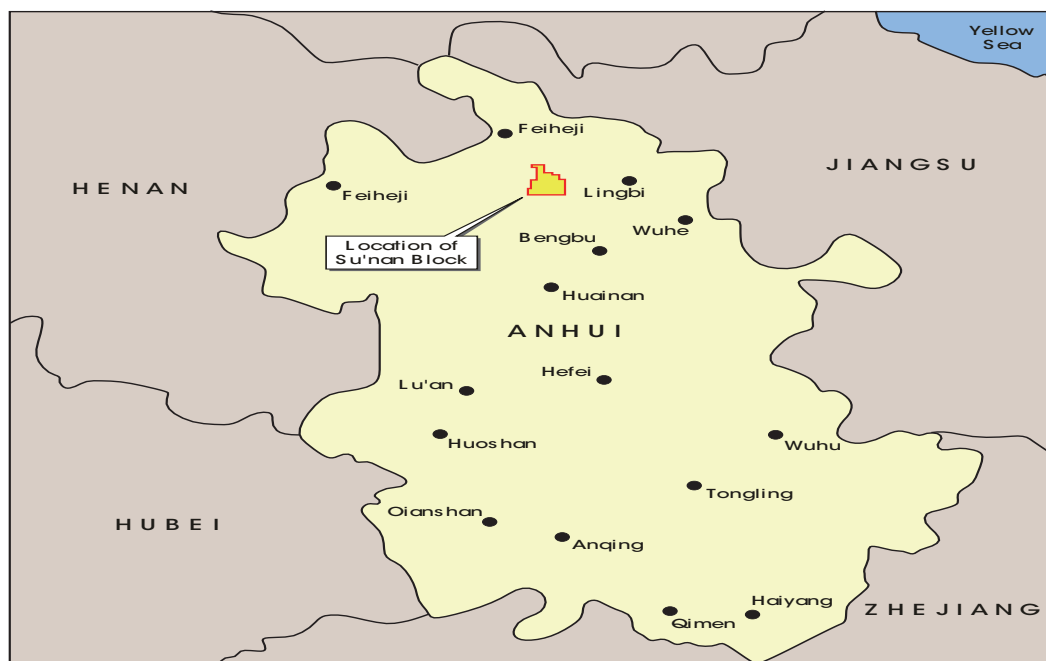 Yellow
Sea
Feiheji
JIANGSU
HENAN
Feiheji
Lingbi
Wuhe
Location of
Su'nan Block
Bengbu
Huainan
ANHUI
Hefei
Lu'an
Huoshan
Wuhu
Tongling
Oianshan
HUBEI
Anqing
Haiyang
ZHEJIANG
Qimen